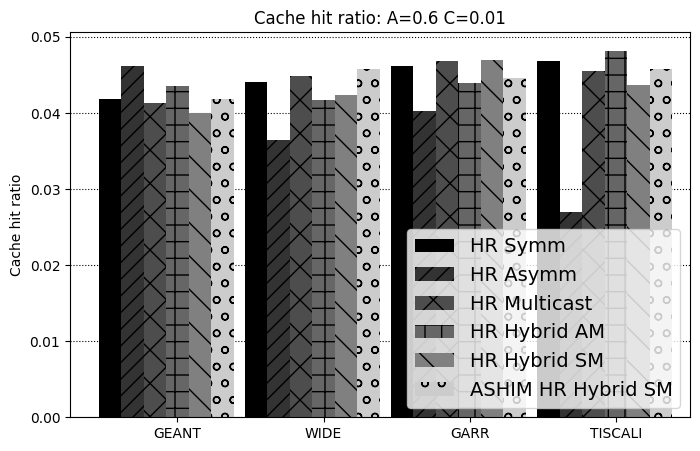 Cache hit ratio: A=0.6 C=0.01
Cache hit ratio
0.05
0.04
0.03
0.02
0.01
0.00
GEANT
WIDE
GARR
TISCALI
HR Symm
HR Asymm
HR Multicast
HR Hybrid AM
HR Hybrid SM
ASHIM HR Hybrid SM